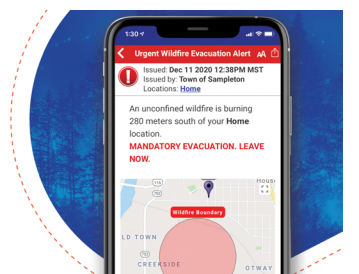 1:30
Urgent Wildfire Evacuation Alert AA
Issued: Dec 11 2020 12:38PM MST
Issued by: Town of Sampleton
Locations: Home
An unconfined wildfire is burning
280 meters south of your Home
location.
MANDATORY EVACUATION. LEAVE
NOW.
Wildfire Boundary
LD TOWN
CREEKSIDE
OTWAY